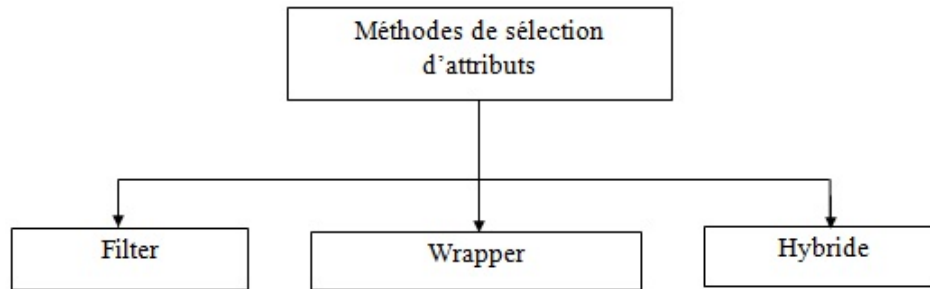 Méthodes de sélection
d'attributs
Filter
Wrapper
Hybride